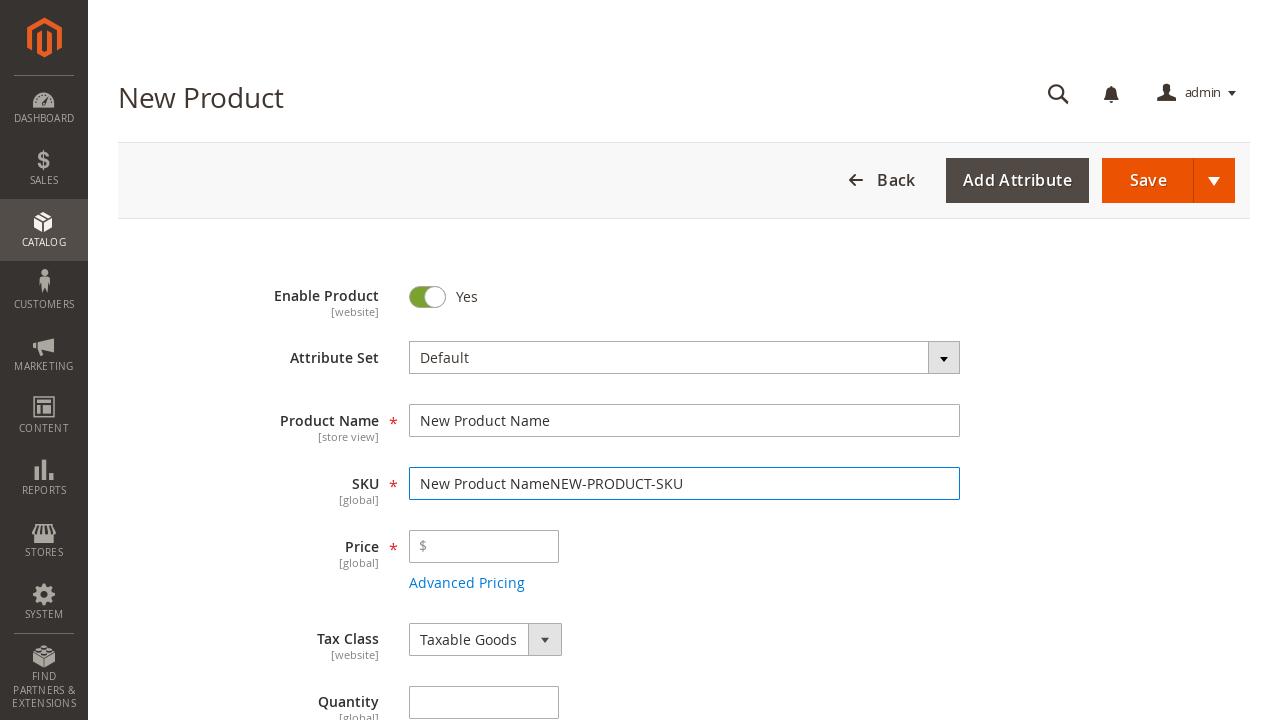 New Product
admin
DASHBOARD
SALES
CATALOG
CUSTOMERS
MARKETING
CONTENT
REPORTS
STORES
SYSTEM
FIND
PARTNERS &
EXTENSIONS
Back
Add Attribute
Save
Enable Product
[website]
Yes
Attribute Set
Default
Product Name
*
[store view]
New Product Name
SKU
*
[global]
New Product NameNEW-PRODUCT-SKU
Price
*
[global]
$
Advanced Pricing
Tax Class
[website]
Taxable Goods
Quantity
[global]